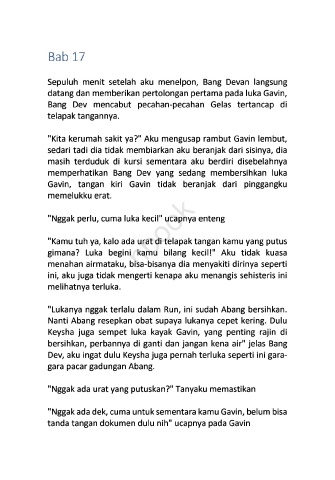 Bab 17
Sepuluh menit setelah aku menelpon, Bang Devan langsung
datang dan memberikan pertolongan pertama pada luka Gavin,
Bang Dev mencabut pecahan-pecahan Gelas tertancap di
telapak tangannya.
"Kita kerumah sakit ya?" Aku mengusap rambut Gavin lembut,
sedari tadi dia tidak membiarkan aku beranjak dari sisinya, dia
masih terduduk di kursi sementara aku berdiri disebelahnya
memperhatikan Bang Dev yang sedang membersihkan luka
Gavin, tangan kiri Gavin tidak beranjak dari pinggangku
memelukku erat.
"Nggak perlu, cuma luka kecil" ucapnya enteng
"Kamu tuh ya, kalo ada urat di telapak tangan kamu yang putus
gimana? Luka begini kamu bilang kecil!" Aku tidak kuasa
menahan airmataku, bisa-bisanya dia menyakiti dirinya seperti
ini, aku juga tidak mengerti kenapa aku menangis sehisteris ini
melihatnya terluka.
"Lukanya nggak terlalu dalam Run, ini sudah Abang bersihkan.
Nanti Abang resepkan obat supaya lukanya cepet kering. Dulu
Keysha juga sempet luka kayak Gavin, yang penting rajin di
bersihkan, perbannya di ganti dan jangan kena air" jelas Bang
Dev, aku ingat dulu Keysha juga pernah terluka seperti ini gara-
gara pacar gadungan Abang.
"Nggak ada urat yang putuskan?" Tanyaku memastikan
"Nggak ada dek, cuma untuk sementara kamu Gavin, belum bisa
tanda tangan dokumen dulu nih" ucapnya pada Gavin